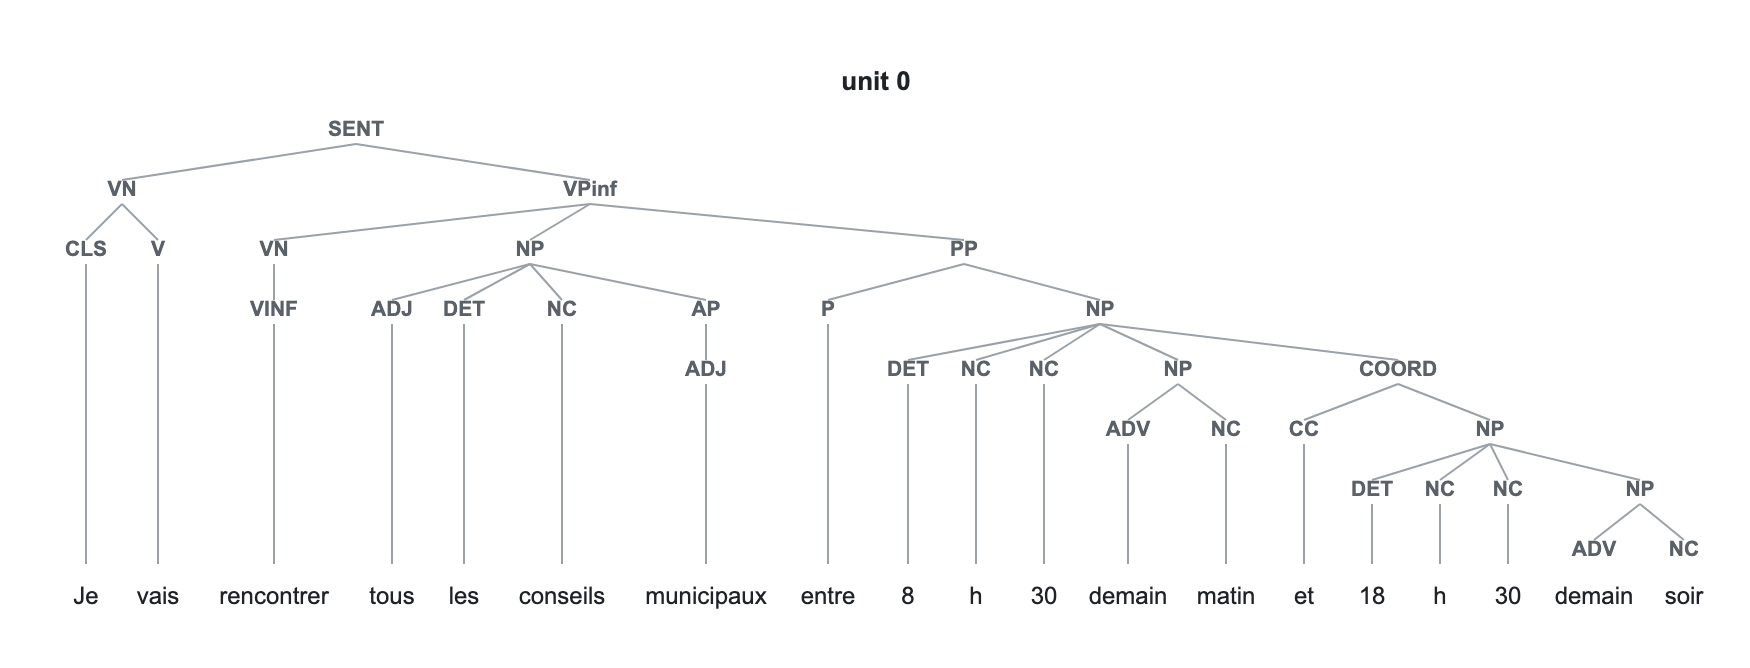 unit 0
SENT
VN VPinf
CLS V VN NP PP
VINF ADJ DET NC AP P NP
ADJ DET NC NC NP COORD
ADV NC CC NP
DET NC NC NP
ADV NC
Je vais rencontrer tous les conseils municipaux entre 8 h 30 demain matin et 18 h 30 demain soir